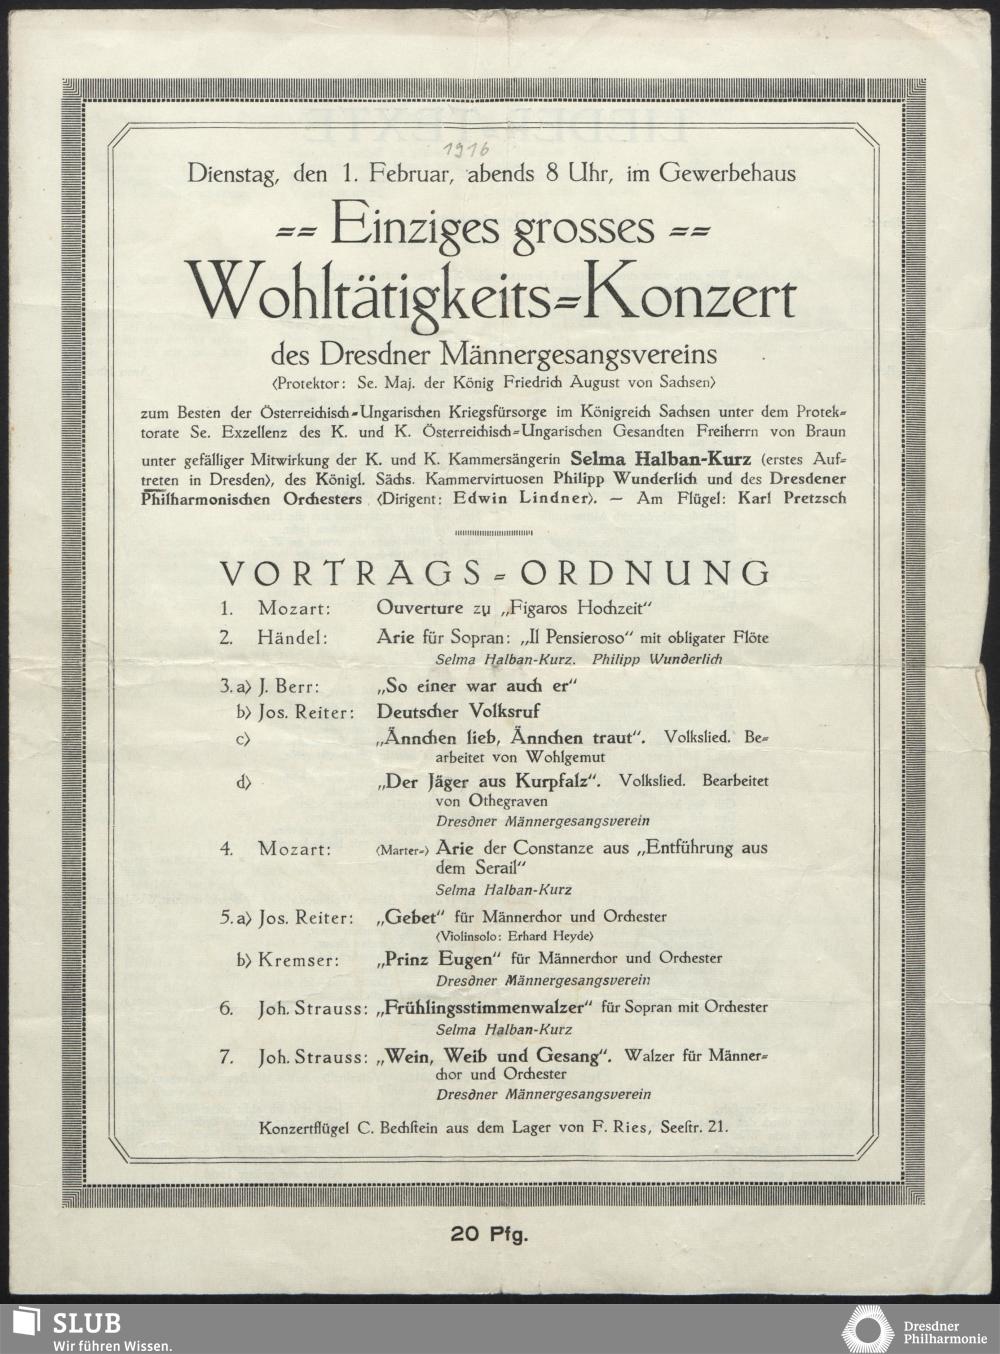 LIEDER-TEXTE
1916
Dienstag, den 1. Februar, abends 8 Uhr, im Gewerbehaus
== Einziges grosses ==
Wohltätigkeits=Konzert
des Dresdner Männergesangsvereins
(Protektor: Se. Maj. der König Friedrich August von Sachsen)
zum Besten der Österreichisch=Ungarischen Kriegsfürsorge im Königreich Sachsen unter dem Protek=
torate Se. Exzellenz des K. und K. Österreichisch=Ungarischen Gesandten Freiherrn von Braun
unter gefälliger Mitwirkung der K. und K. Kammersängerin Selma Halban-Kurz (erstes Auf=
treten in Dresden), des Königl. Sächs. Kammervirtuosen Philipp Wunderlich und des Dresdener
Philharmonischen Orchesters (Dirigent: Edwin Lindner). — Am Flügel: Karl Pretzsch
VORTRAGS=ORDNUNG
1. Mozart: Ouverture zu „Figaros Hochzeit"
2. Händel: Arie für Sopran: „Il Pensieroso" mit obligater Flöte
Selma Halban-Kurz. Philipp Wunderlich
3. a) J. Berr: „So einer war auch er"
b) Jos. Reiter: Deutscher Volksruf
c) „Ännchen lieb, Ännchen traut". Volkslied. Be=
arbeitet von Wohlgemut
d) „Der Jäger aus Kurpfalz". Volkslied. Bearbeitet
von Othegraven
Dresdner Männergesangsverein
4. Mozart: (Marter=) Arie der Constanze aus „Entführung aus
dem Serail"
Selma Halban-Kurz
5. a) Jos. Reiter: „Gebet" für Männerchor und Orchester
(Violinsolo: Erhard Heyde)
b) Kremser: „Prinz Eugen" für Männerchor und Orchester
Dresdner Männergesangsverein
6. Joh. Strauss: „Frühlingsstimmenwalzer" für Sopran mit Orchester
Selma Halban-Kurz
7. Joh. Strauss: „Wein, Weib und Gesang". Walzer für Männer=
chor und Orchester
Dresdner Männergesangsverein
Konzertflügel C. Bechstein aus dem Lager von F. Ries, Seestr. 21.
20 Pfg.
SLUB
Wir führen Wissen.
Dresdner
Philharmonie